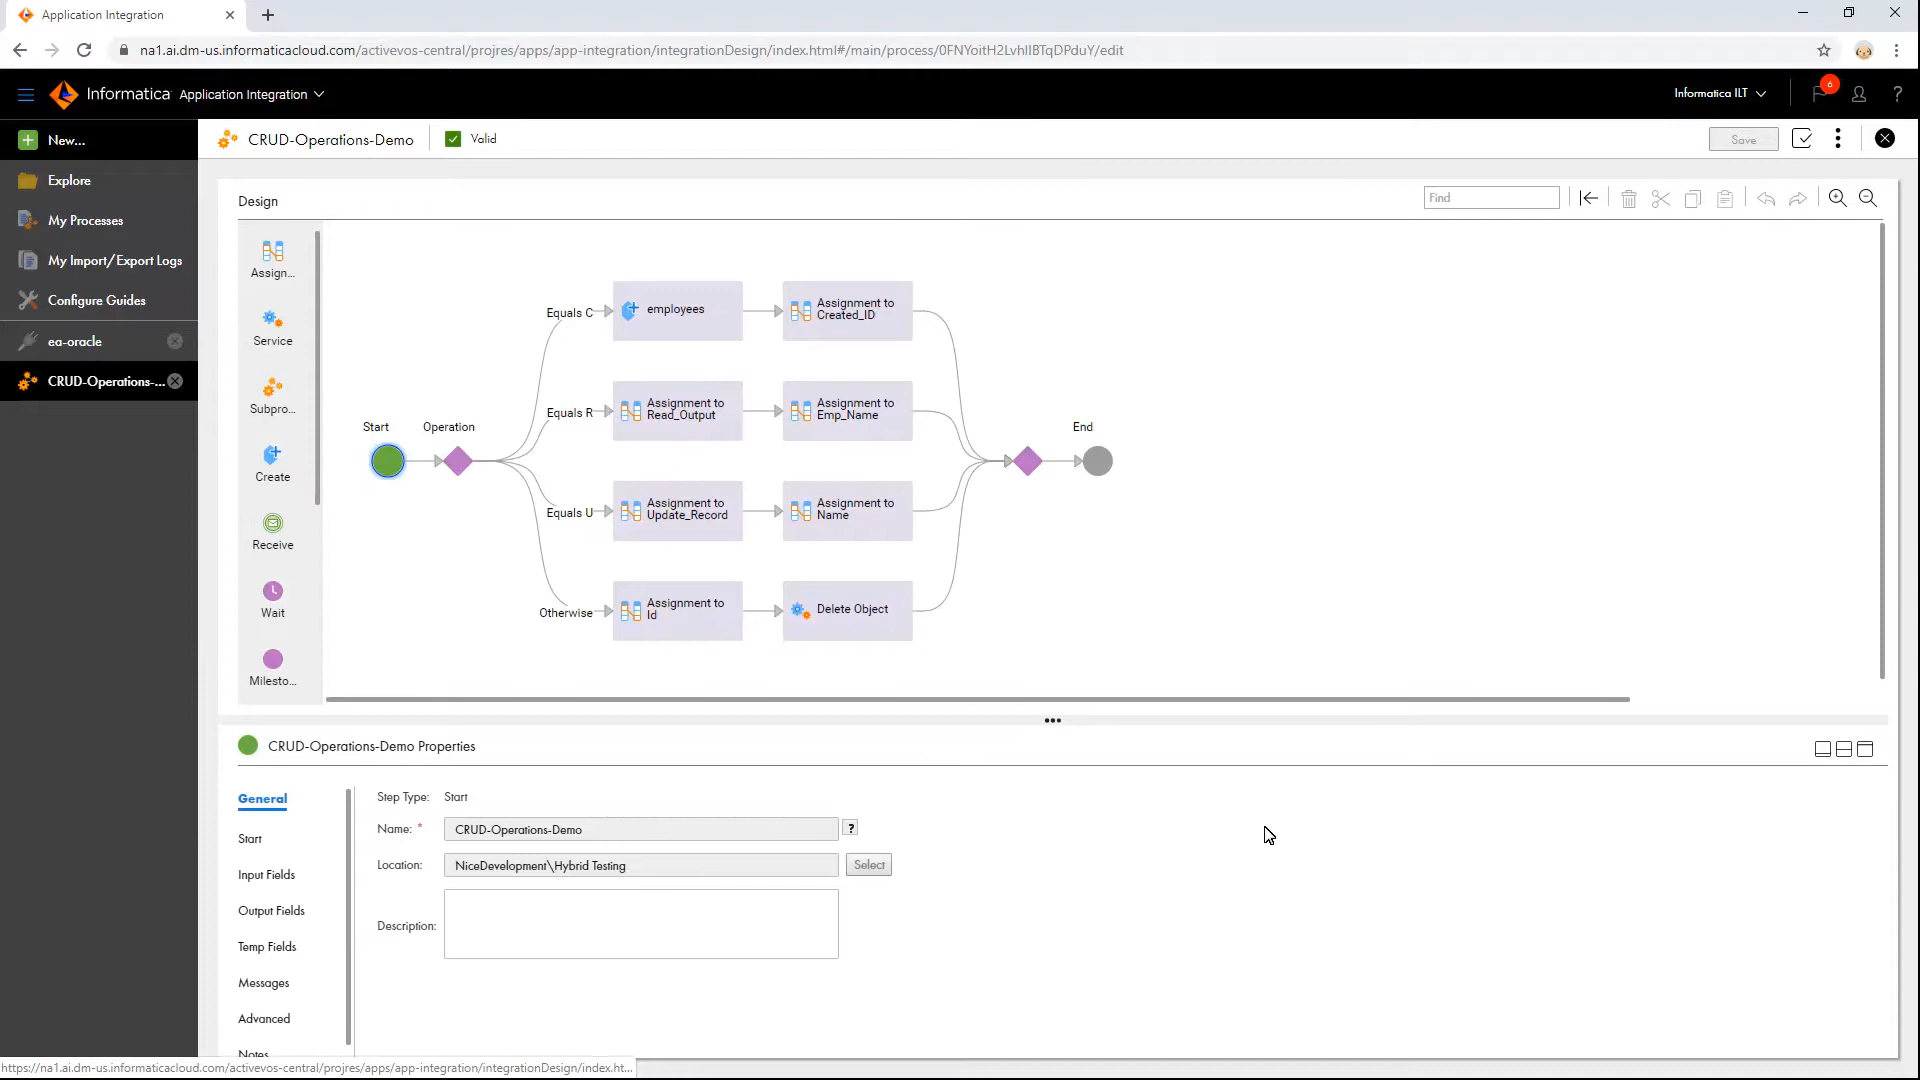 Application Integration
na1.ai.dm-us.informaticacloud.com/activevos-central/projres/apps/app-integration/integrationDesign/index.html#/main/process/0FNYoitH2LvhlIBTqDPduY/edit
Informatica Application Integration
Informatica ILT
6
?
New...
CRUD-Operations-Demo
Valid
Save
Explore
My Processes
My Import/Export Logs
Configure Guides
ea-oracle
CRUD-Operations-...
Design
Find
Assign...
Service
Subpro...
Create
Receive
Wait
Milesto...
Start
Operation
Equals C
employees
Assignment to
Created_ID
Equals R
Assignment to
Read_Output
Assignment to
Emp_Name
Equals U
Assignment to
Update_Record
Assignment to
Name
Otherwise
Assignment to
Id
Delete Object
End
CRUD-Operations-Demo Properties
General
Start
Input Fields
Output Fields
Temp Fields
Messages
Advanced
Notes
Step Type: Start
Name: * CRUD-Operations-Demo ?
Location: NiceDevelopment\Hybrid Testing Select
Description:
https://na1.ai.dm-us.informaticacloud.com/activevos-central/projres/apps/app-integration/integrationDesign/index.ht...